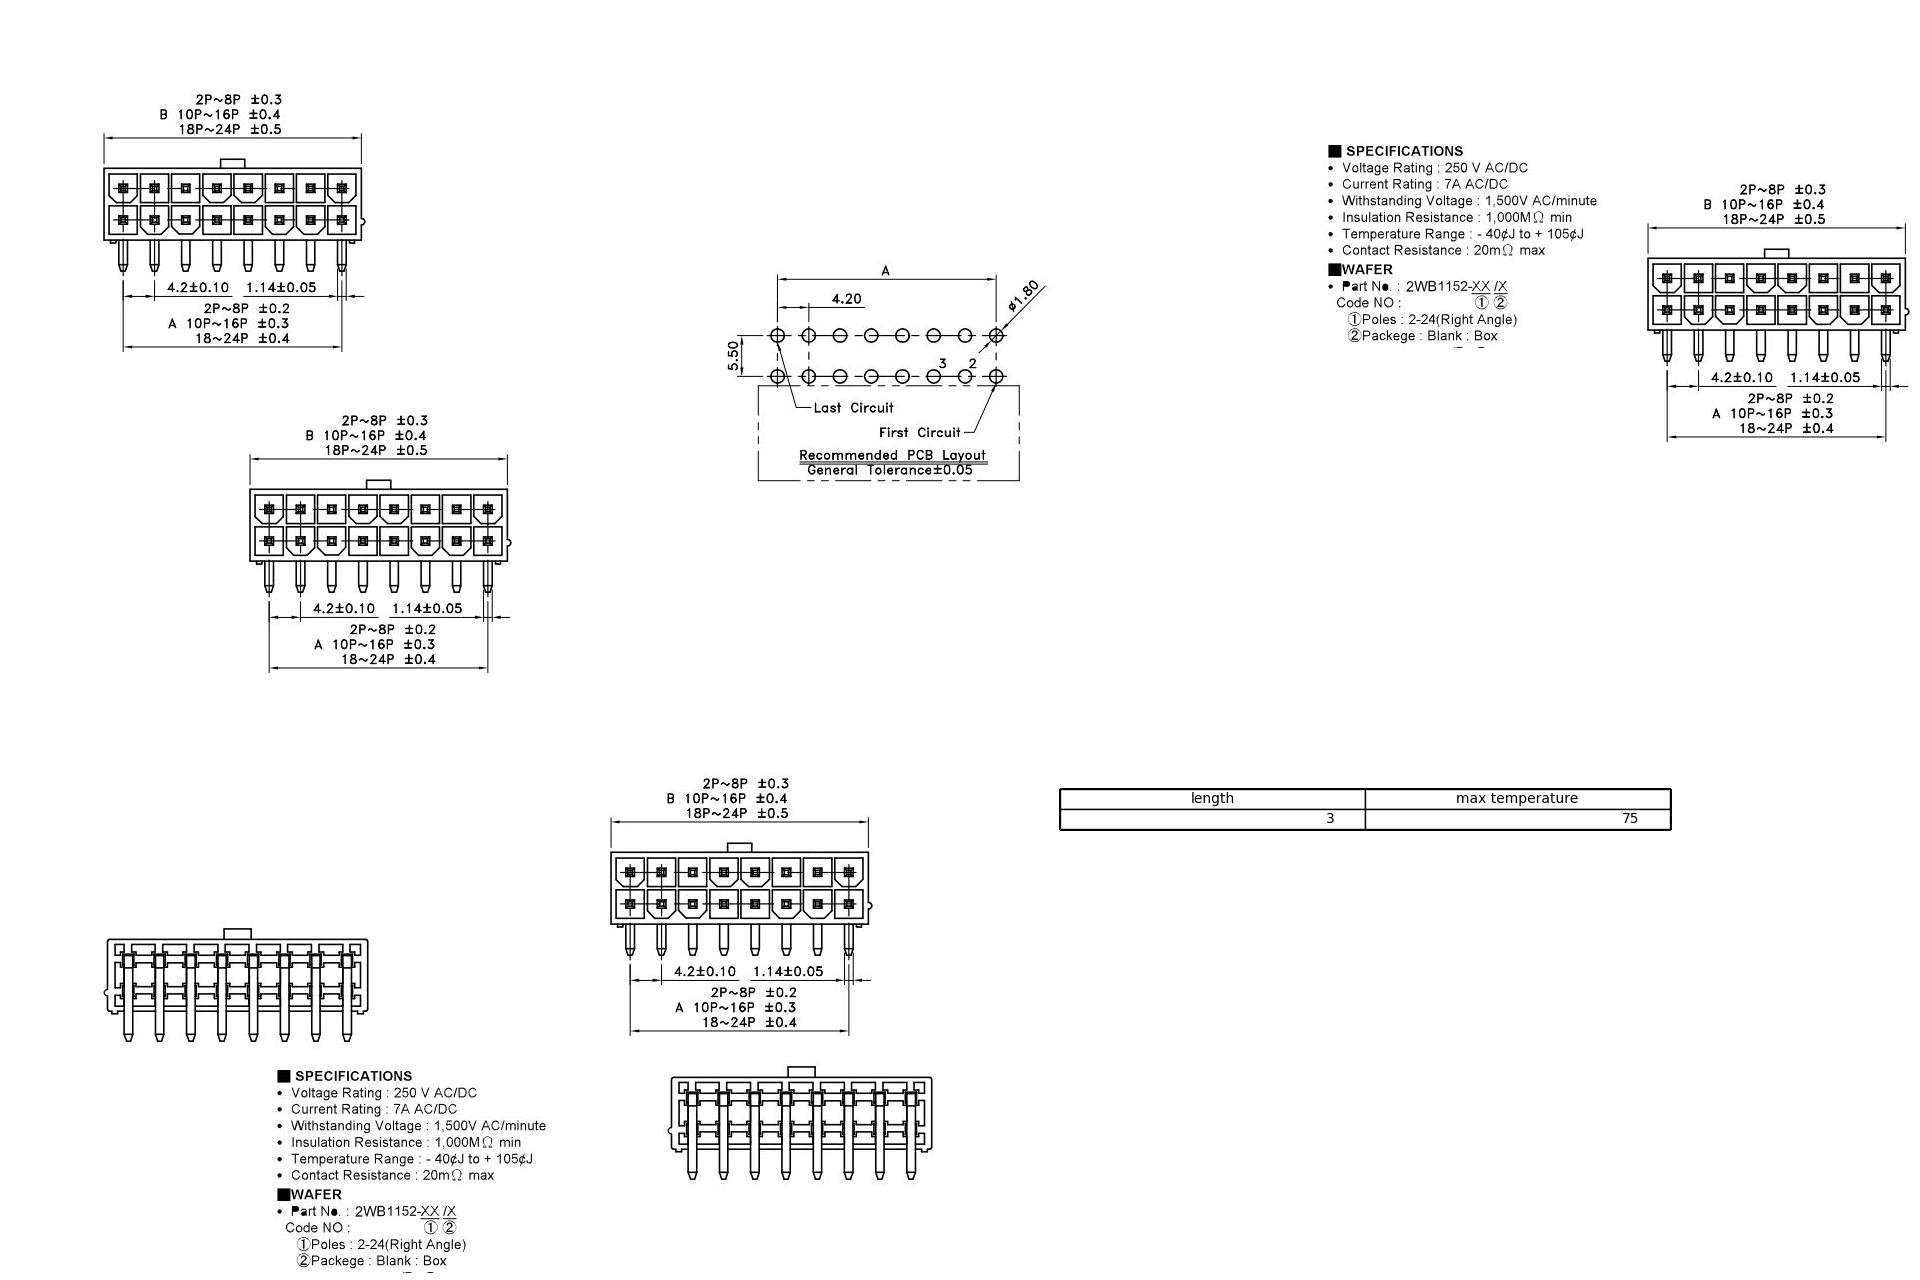 2P~8P ±0.3
B 10P~16P ±0.4
18P~24P ±0.5
4.2±0.10 1.14±0.05
2P~8P ±0.2
A 10P~16P ±0.3
18~24P ±0.4
A
4.20
ø1.80
5.50
3 2
Last Circuit
First Circuit
Recommended PCB Layout
General Tolerance±0.05
■ SPECIFICATIONS
• Voltage Rating : 250 V AC/DC
• Current Rating : 7A AC/DC
• Withstanding Voltage : 1,500V AC/minute
• Insulation Resistance : 1,000MΩ min
• Temperature Range : - 40¢J to + 105¢J
• Contact Resistance : 20mΩ max
■WAFER
• Part No. : 2WB1152-XX /X
Code NO : ① ②
①Poles : 2-24(Right Angle)
②Packege : Blank : Box
2P~8P ±0.3
B 10P~16P ±0.4
18P~24P ±0.5
4.2±0.10 1.14±0.05
2P~8P ±0.2
A 10P~16P ±0.3
18~24P ±0.4
2P~8P ±0.3
B 10P~16P ±0.4
18P~24P ±0.5
4.2±0.10 1.14±0.05
2P~8P ±0.2
A 10P~16P ±0.3
18~24P ±0.4
2P~8P ±0.3
B 10P~16P ±0.4
18P~24P ±0.5
4.2±0.10 1.14±0.05
2P~8P ±0.2
A 10P~16P ±0.3
18~24P ±0.4
length max temperature
3 75
■ SPECIFICATIONS
• Voltage Rating : 250 V AC/DC
• Current Rating : 7A AC/DC
• Withstanding Voltage : 1,500V AC/minute
• Insulation Resistance : 1,000MΩ min
• Temperature Range : - 40¢J to + 105¢J
• Contact Resistance : 20mΩ max
■WAFER
• Part No. : 2WB1152-XX /X
Code NO : ① ②
①Poles : 2-24(Right Angle)
②Packege : Blank : Box